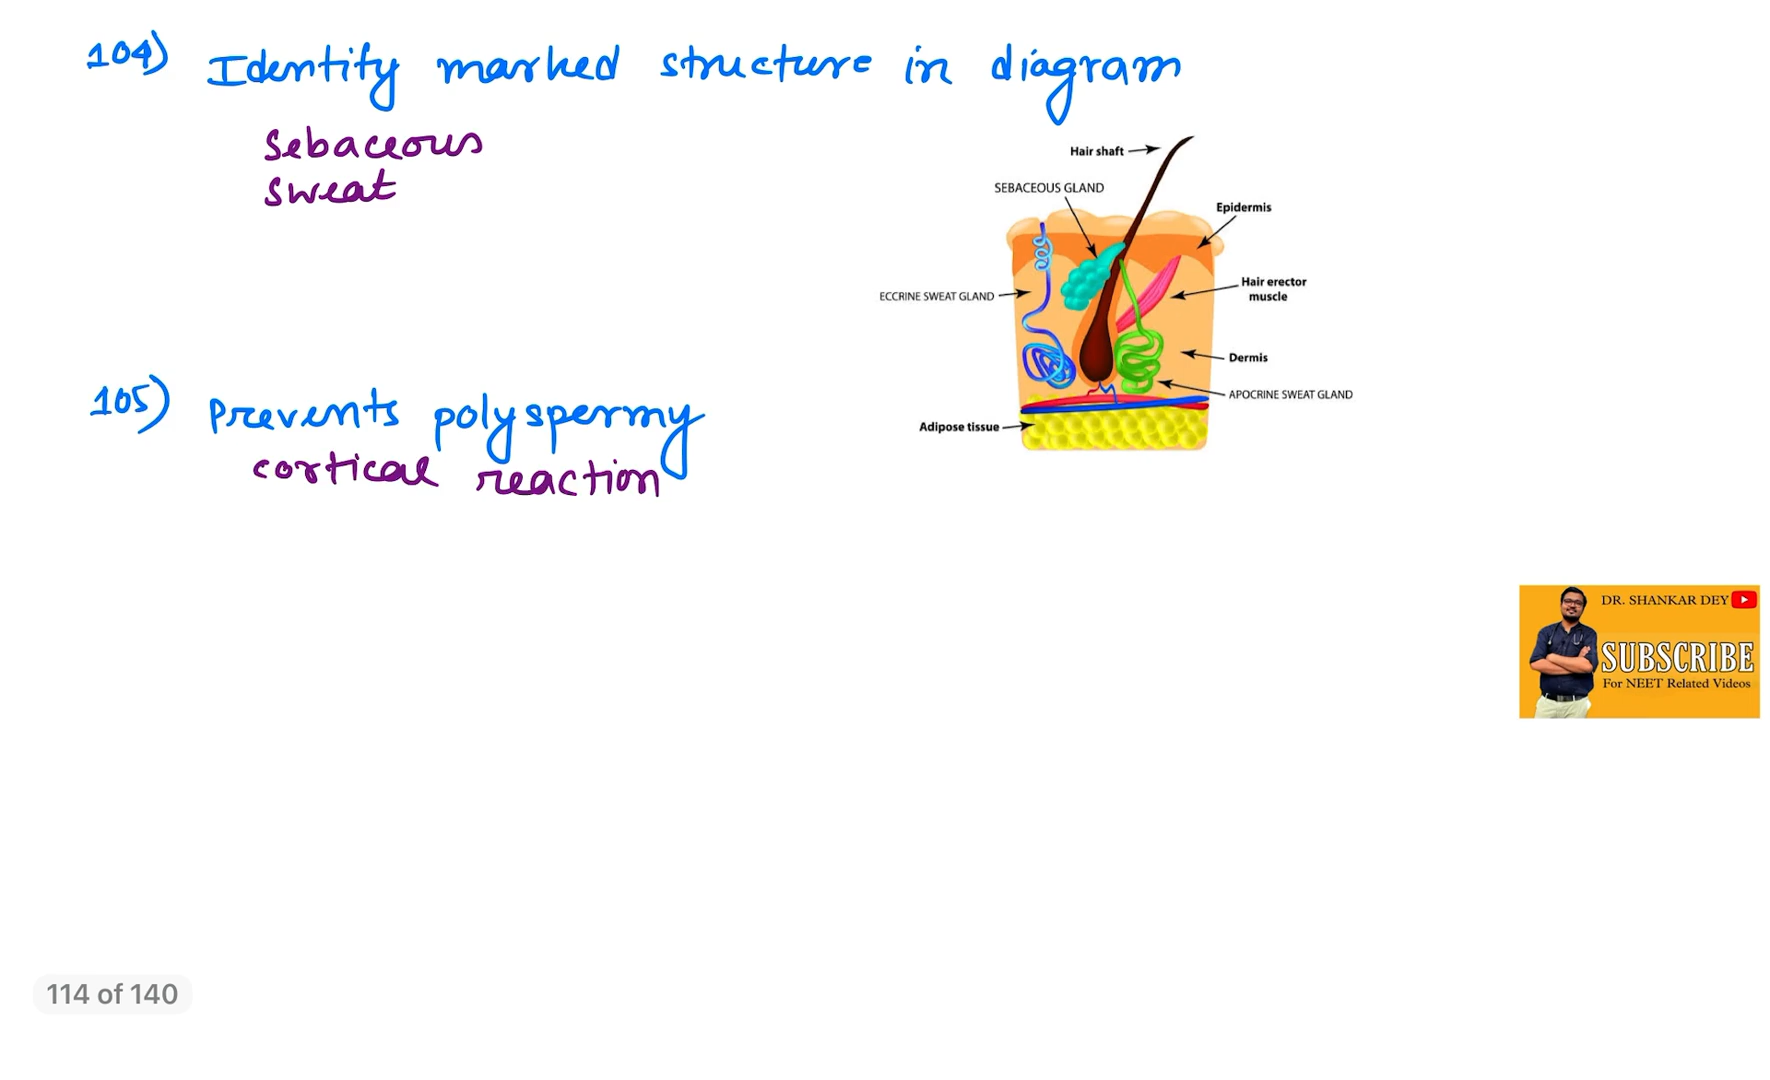 104) Identify marked structure in diagram
Sebaceous
Sweat
Hair shaft
SEBACEOUS GLAND
Epidermis
ECCRINE SWEAT GLAND
Hair erector
muscle
Dermis
APOCRINE SWEAT GLAND
Adipose tissue
105) Prevents polyspermy
cortical reaction
DR. SHANKAR DEY
SUBSCRIBE
For NEET Related Videos
114 of 140